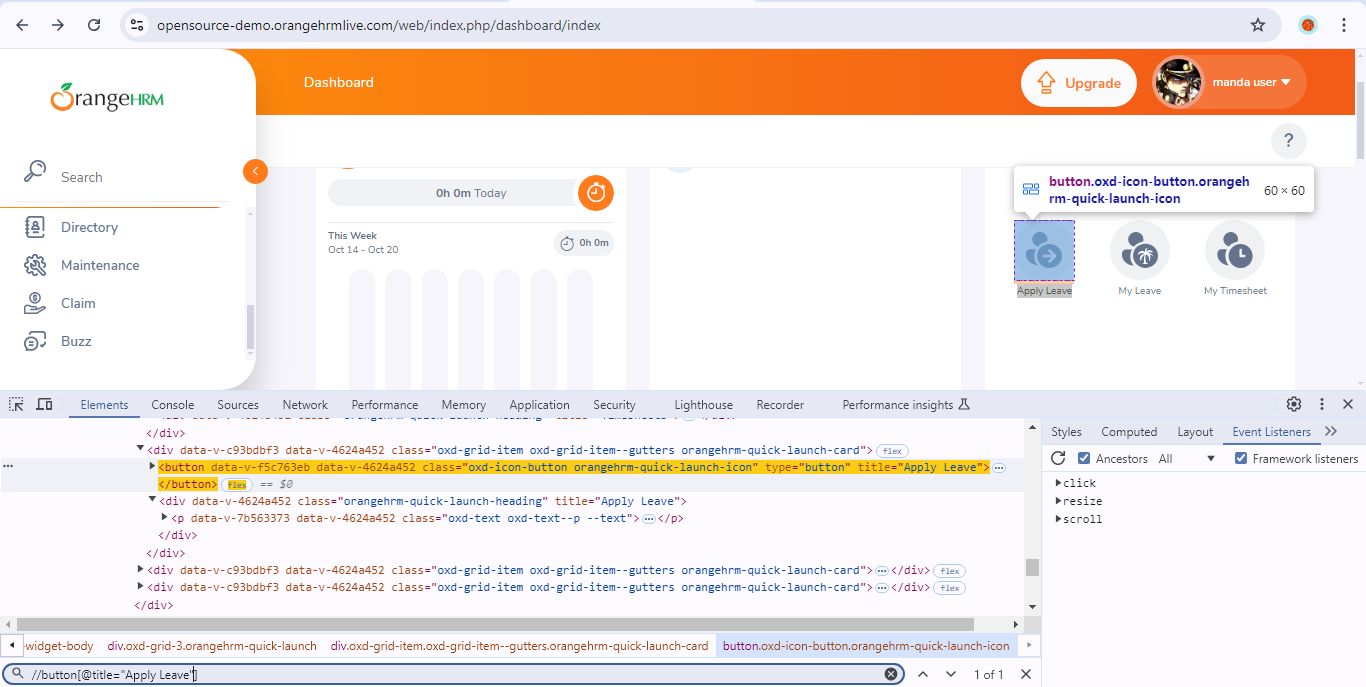 opensource-demo.orangehrmlive.com/web/index.php/dashboard/index
OrangeHRM
Dashboard
Upgrade
manda user
?
Search
Directory
Maintenance
Claim
Buzz
0h 0m Today
This Week
Oct 14 - Oct 20
0h 0m
button.oxd-icon-button.orangeh
rm-quick-launch-icon
60 × 60
Apply Leave
My Leave
My Timesheet
Elements
Console
Sources
Network
Performance
Memory
Application
Security
Lighthouse
Recorder
Performance insights
</div>
<div data-v-c93bdbf3 data-v-4624a452 class="oxd-grid-item oxd-grid-item--gutters orangehrm-quick-launch-card"> flex
<button data-v-f5c763eb data-v-4624a452 class="oxd-icon-button orangehrm-quick-launch-icon" type="button" title="Apply Leave"> …
</button> flex == $0
<div data-v-4624a452 class="orangehrm-quick-launch-heading" title="Apply Leave">
<p data-v-7b563373 data-v-4624a452 class="oxd-text oxd-text--p --text"> … </p>
</div>
</div>
<div data-v-c93bdbf3 data-v-4624a452 class="oxd-grid-item oxd-grid-item--gutters orangehrm-quick-launch-card"> … </div> flex
<div data-v-c93bdbf3 data-v-4624a452 class="oxd-grid-item oxd-grid-item--gutters orangehrm-quick-launch-card"> … </div> flex
</div>
-widget-body
div.oxd-grid-3.orangehrm-quick-launch
div.oxd-grid-item.oxd-grid-item--gutters.orangehrm-quick-launch-card
button.oxd-icon-button.orangehrm-quick-launch-icon
//button[@title="Apply Leave"]
1 of 1
Styles
Computed
Layout
Event Listeners
Ancestors
All
Framework listeners
click
resize
scroll